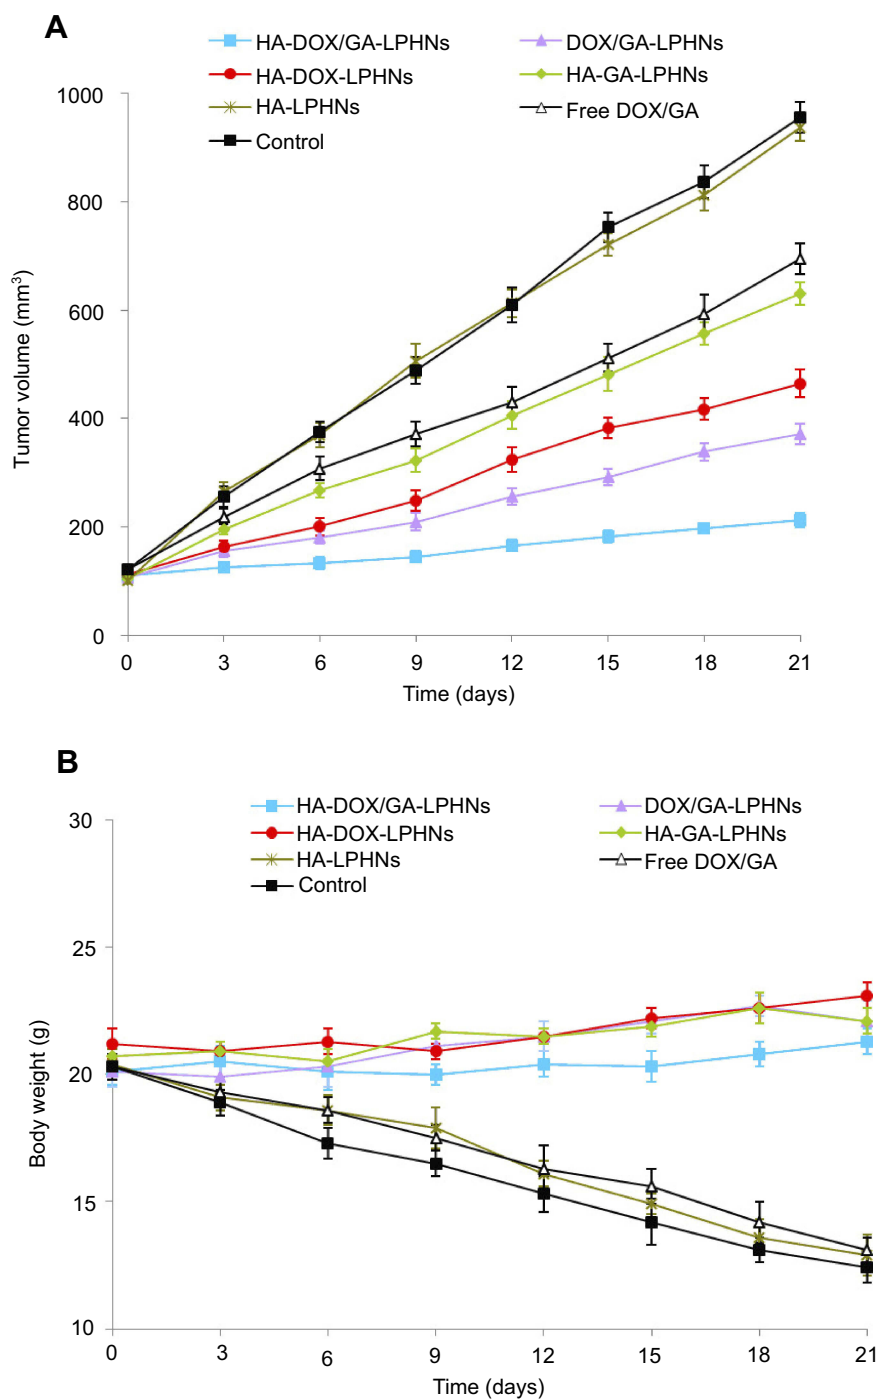 A
HA-DOX/GA-LPHNs DOX/GA-LPHNs
HA-DOX-LPHNs HA-GA-LPHNs
HA-LPHNs Free DOX/GA
Control
1000
800
600
400
200
0
Tumor volume (mm³)
0 3 6 9 12 15 18 21
Time (days)
B
HA-DOX/GA-LPHNs DOX/GA-LPHNs
HA-DOX-LPHNs HA-GA-LPHNs
HA-LPHNs Free DOX/GA
Control
30
25
20
15
10
Body weight (g)
0 3 6 9 12 15 18 21
Time (days)